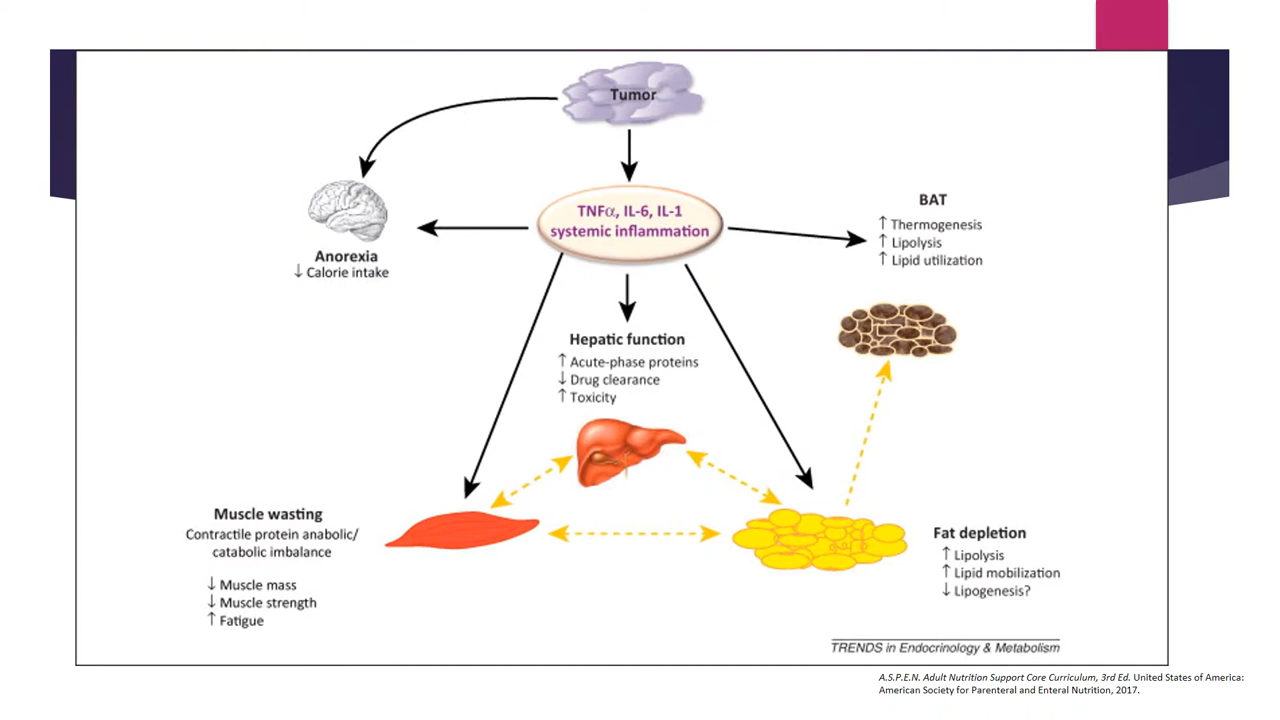 Tumor
TNFα, IL-6, IL-1
systemic inflammation
Anorexia
↓ Calorie intake
BAT
↑ Thermogenesis
↑ Lipolysis
↑ Lipid utilization
Hepatic function
↑ Acute-phase proteins
↓ Drug clearance
↑ Toxicity
Muscle wasting
Contractile protein anabolic/
catabolic imbalance
↓ Muscle mass
↓ Muscle strength
↑ Fatigue
Fat depletion
↑ Lipolysis
↑ Lipid mobilization
↓ Lipogenesis?
TRENDS in Endocrinology & Metabolism
A.S.P.E.N. Adult Nutrition Support Core Curriculum, 3rd Ed. United States of America:
American Society for Parenteral and Enteral Nutrition, 2017.